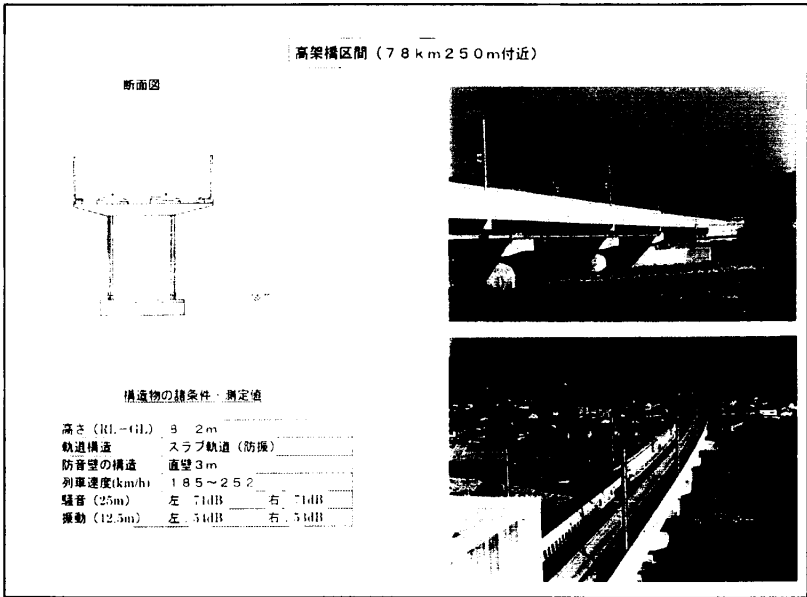 高架橋区間（７８ｋｍ２５０ｍ付近）
断面図
構造物の諸条件・測定値
高さ（RL－GL） 8 2ｍ
軌道構造 スラブ軌道（防振）
防音壁の構造 直壁３ｍ
列車速度(km/h) １８５～２５２
騒音（25m） 左 71dB 右 71dB
振動（12.5m） 左 54dB 右 53dB